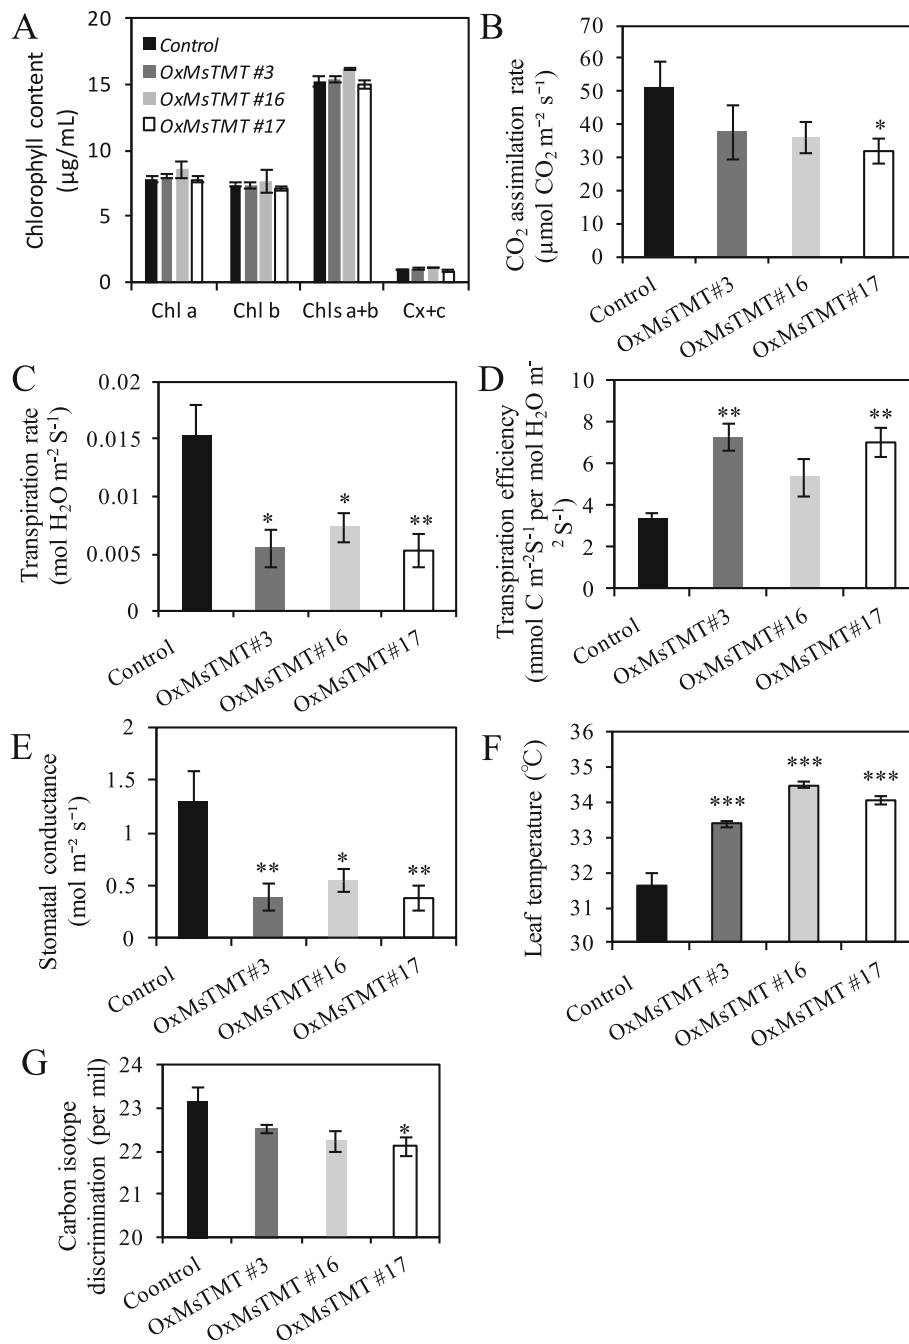 A
Chlorophyll content
(µg/mL)
20
15
10
5
0
Control
OxMsTMT #3
OxMsTMT #16
OxMsTMT #17
Chl a
Chl b
Chls a+b
Cx+c
B
CO₂ assimilation rate
(µmol CO₂ m⁻² s⁻¹)
70
60
50
40
30
20
10
0
*
Control
OxMsTMT#3
OxMsTMT#16
OxMsTMT#17
C
Transpiration rate
(mol H₂O m⁻² S⁻¹)
0.02
0.015
0.01
0.005
0
*
*
**
Control
OxMsTMT#3
OxMsTMT#16
OxMsTMT#17
D
Transpiration efficiency
(mmol C m⁻²S⁻¹ per mol H₂O m⁻
² S⁻¹)
10
8
6
4
2
0
**
**
Control
OxMsTMT#3
OxMsTMT#16
OxMsTMT#17
E
Stomatal conductance
(mol m⁻² s⁻¹)
2
1.5
1
0.5
0
**
*
**
Control
OxMsTMT#3
OxMsTMT#16
OxMsTMT#17
F
Leaf temperature (℃)
36
35
34
33
32
31
30
***
***
***
Control
OxMsTMT #3
OxMsTMT #16
OxMsTMT #17
G
Carbon isotope
discrimination (per mil)
24
23
22
21
20
*
Coontrol
OxMsTMT #3
OxMsTMT #16
OxMsTMT #17